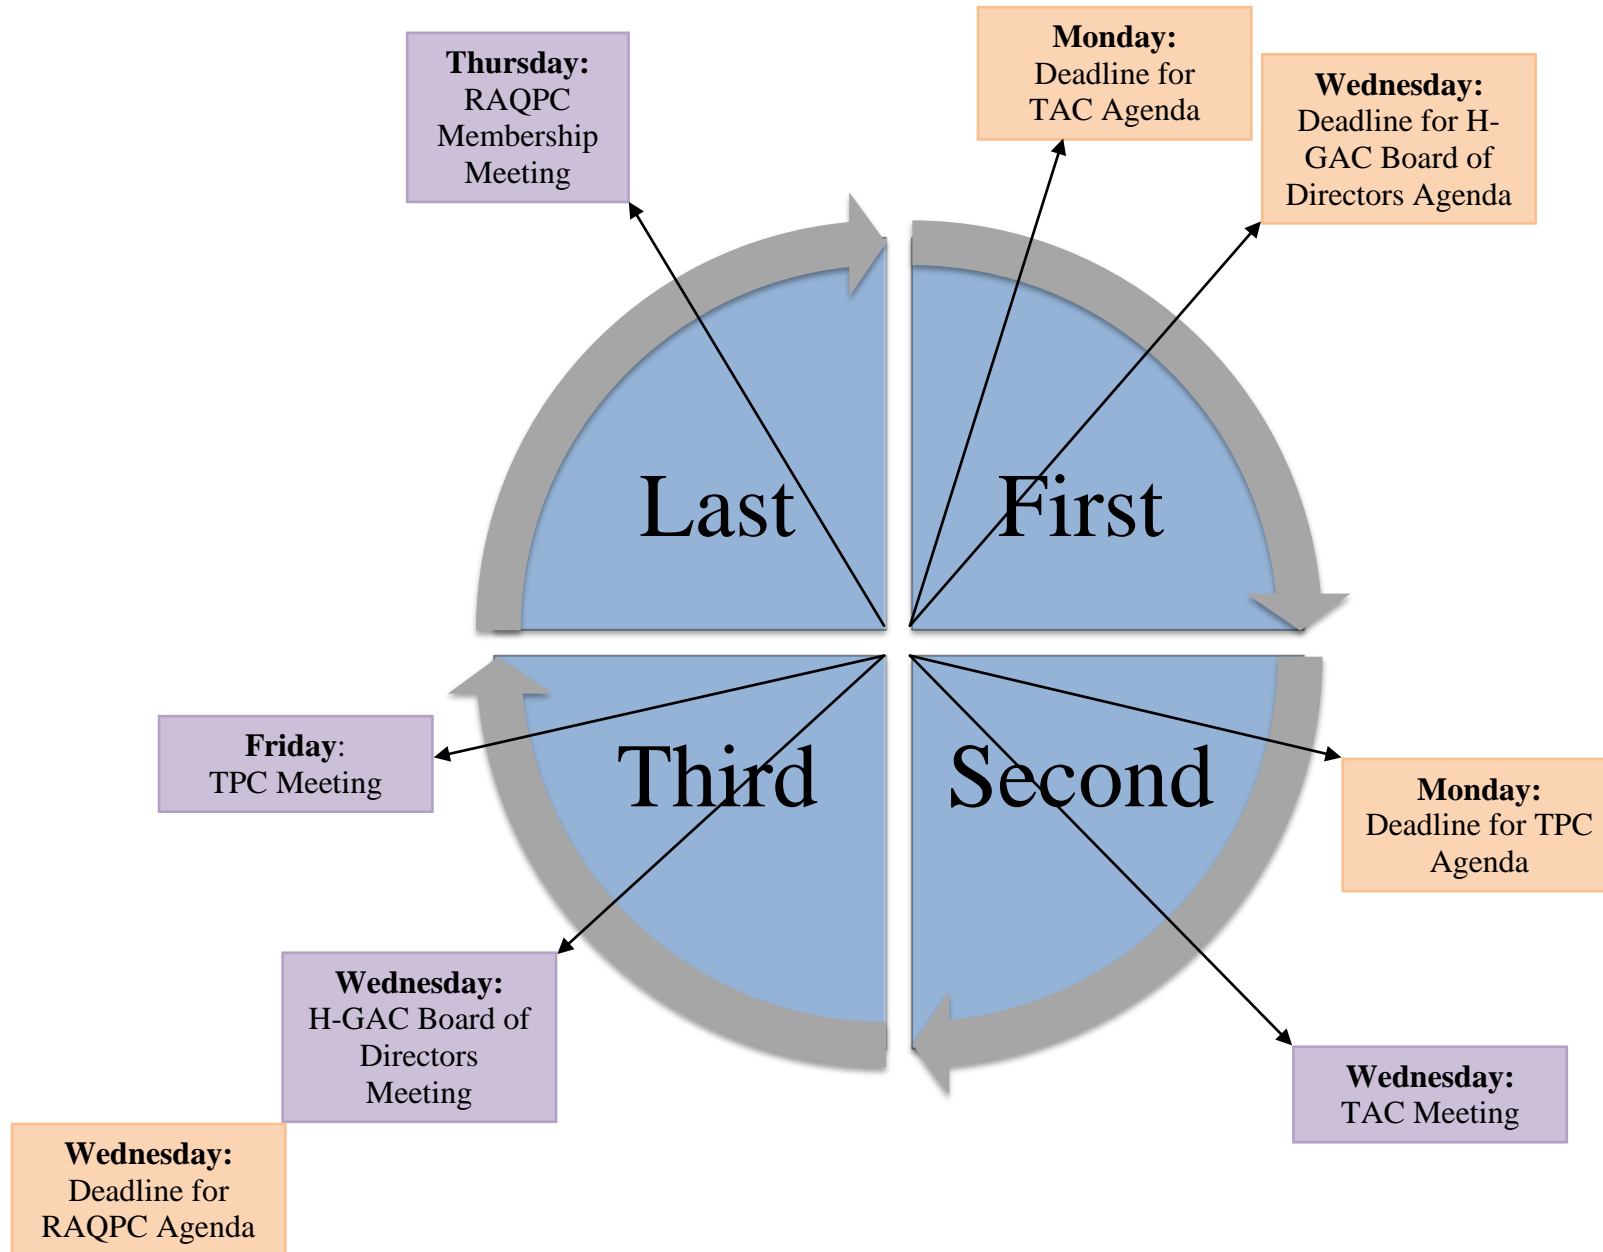 Thursday:
RAQPC
Membership
Meeting
Monday:
Deadline for
TAC Agenda
Wednesday:
Deadline for H-
GAC Board of
Directors Agenda
Last
First
Third
Second
Friday:
TPC Meeting
Monday:
Deadline for TPC
Agenda
Wednesday:
H-GAC Board of
Directors
Meeting
Wednesday:
TAC Meeting
Wednesday:
Deadline for
RAQPC Agenda